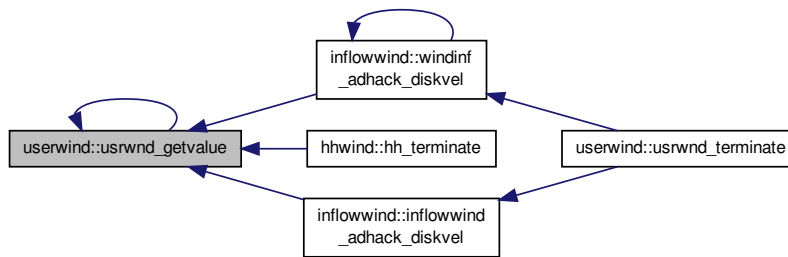 inflowwind::windinf
_adhack_diskvel
userwind::usrwnd_getvalue
hhwind::hh_terminate
userwind::usrwnd_terminate
inflowwind::inflowwind
_adhack_diskvel